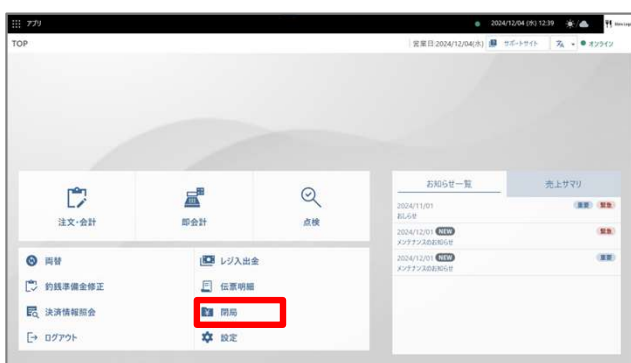 アプリ
2024/12/04 (水) 12:39
TOP
営業日:2024/12/04(水)
サポートサイト
オンライン
注文・会計
即会計
点検
両替
レジ入出金
釣銭準備金修正
伝票明細
決済情報照会
閉局
ログアウト
設定
お知らせ一覧
売上サマリ
2024/11/01
重要
緊急
おしらせ
2024/12/01 NEW
緊急
メンテナンスのお知らせ
2024/12/01 NEW
重要
メンテナンスのお知らせ